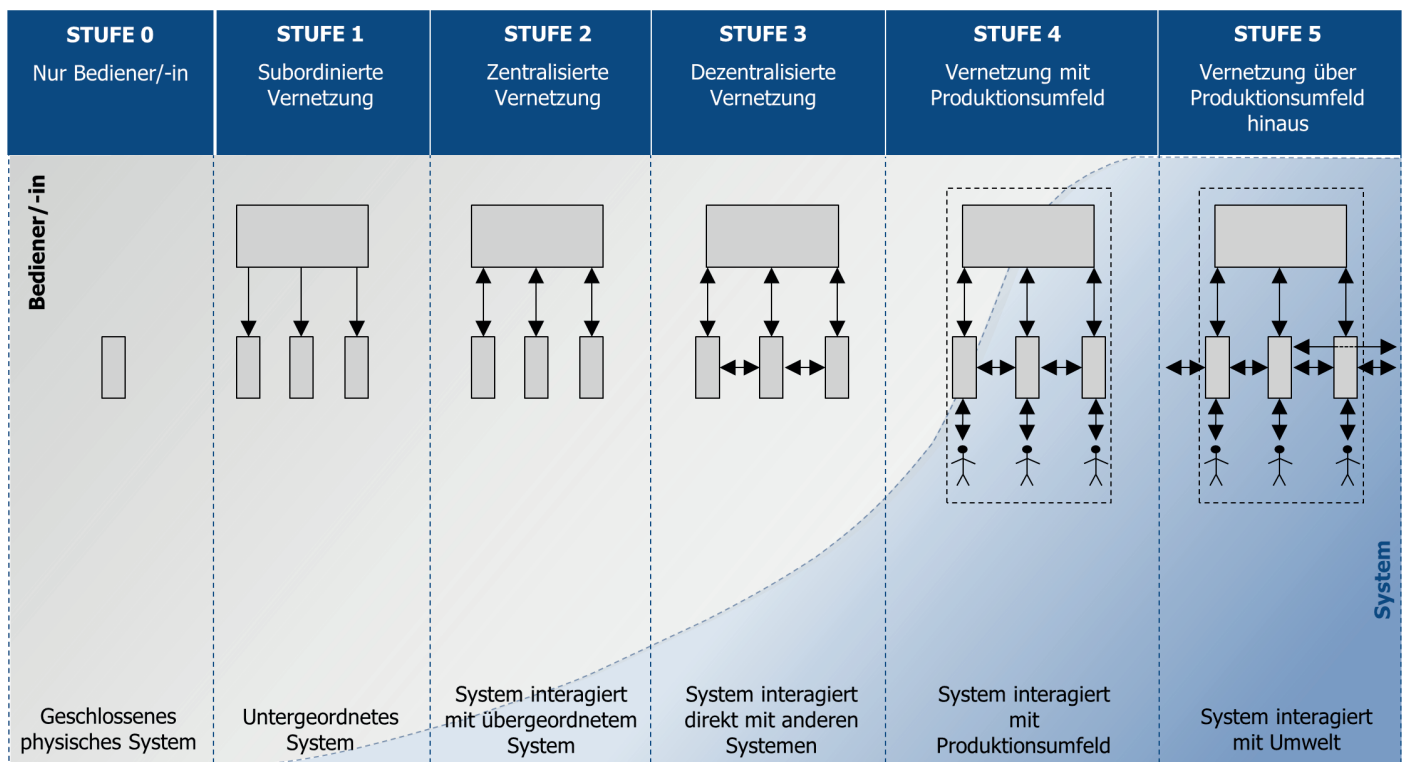 STUFE 0
Nur Bediener/-in
STUFE 1
Subordinierte
Vernetzung
STUFE 2
Zentralisierte
Vernetzung
STUFE 3
Dezentralisierte
Vernetzung
STUFE 4
Vernetzung mit
Produktionsumfeld
STUFE 5
Vernetzung über
Produktionsumfeld
hinaus
Bediener/-in
System
Geschlossenes
physisches System
Untergeordnetes
System
System interagiert
mit übergeordnetem
System
System interagiert
direkt mit anderen
Systemen
System interagiert
mit
Produktionsumfeld
System interagiert
mit Umwelt